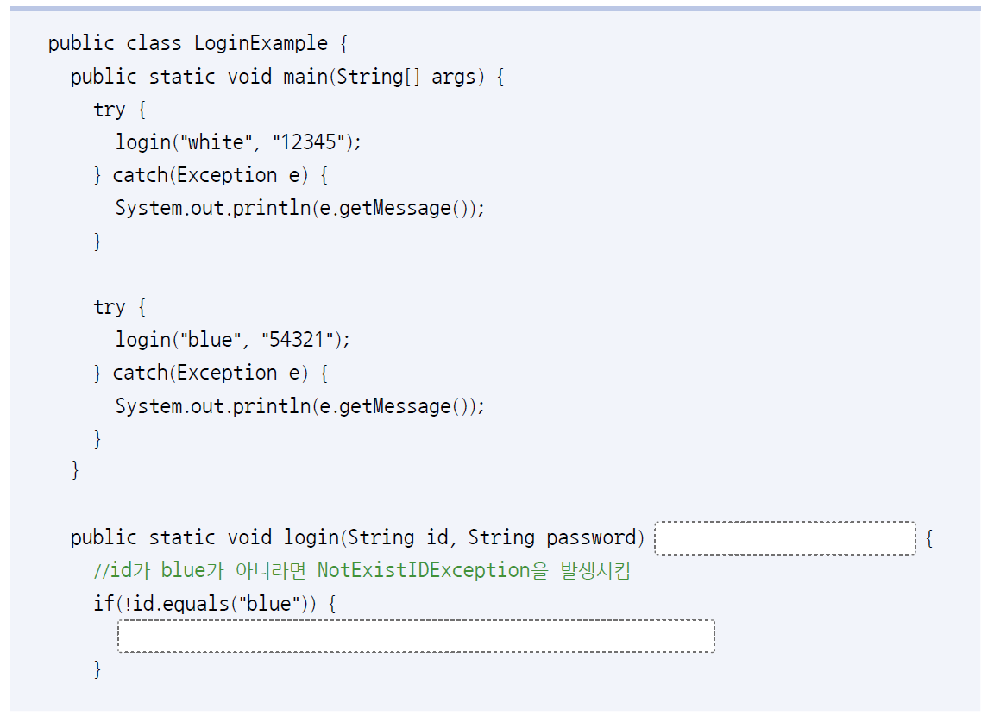 public class LoginExample {
public static void main(String[] args) {
try {
login("white", "12345");
} catch(Exception e) {
System.out.println(e.getMessage());
}
try {
login("blue", "54321");
} catch(Exception e) {
System.out.println(e.getMessage());
}
}
public static void login(String id, String password) {
//id가 blue가 아니라면 NotExistIDException을 발생시킴
if(!id.equals("blue")) {
}